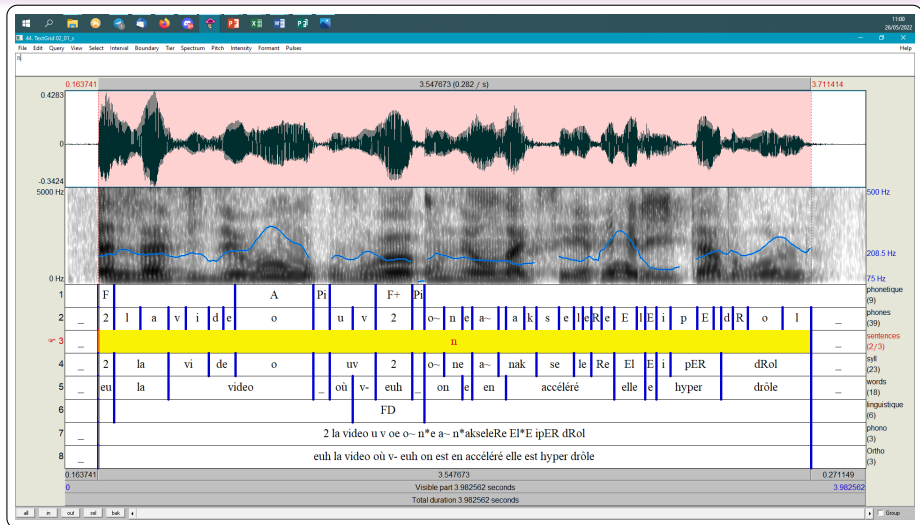 11:00
26/05/2022
44. TextGrid 02_01_s
File Edit Query View Select Interval Boundary Tier Spectrum Pitch Intensity Formant Pulses Help
n
0.163741 3.547673 (0.282 / s) 3.711414
0.4283
0
-0.3424
5000 Hz 500 Hz
208.5 Hz
0 Hz 75 Hz
1 F A Pi F+ Pi phonetique (9)
2 _ 2 l a v i d e o u v 2 o~ n e a~ a k s e l e R e E l E i p E d R o l _ phones (39)
3 _ n _ sentences (2/3)
4 _ 2 la vi de o uv 2 o~ ne a~ nak se le Re El E i pER dRol _ syll (23)
5 _ eu la video _ où v- euh _ on e en accéléré elle e hyper drôle _ words (18)
6 FD linguistique (6)
7 _ 2 la video u v oe o~ n*e a~ n*akseleRe El*E ipER dRol _ phono (3)
8 _ euh la video où v- euh on est en accéléré elle est hyper drôle _ Ortho (3)
0.163741 3.547673 0.271149
0 Visible part 3.982562 seconds 3.982562
Total duration 3.982562 seconds
all in out sel bak Group